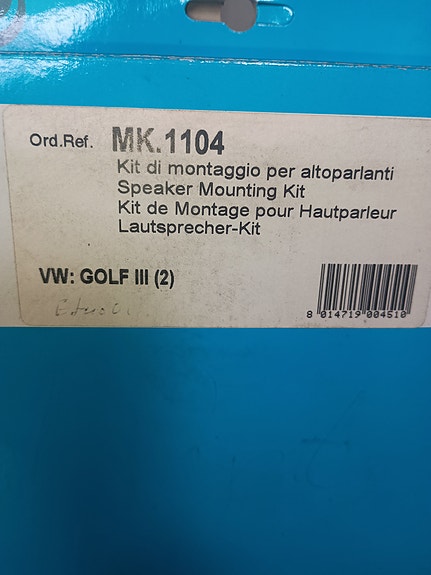 Ord.Ref. MK.1104
Kit di montaggio per altoparlanti
Speaker Mounting Kit
Kit de Montage pour Hautparleur
Lautsprecher-Kit
VW: GOLF III (2)
8 014719 004510